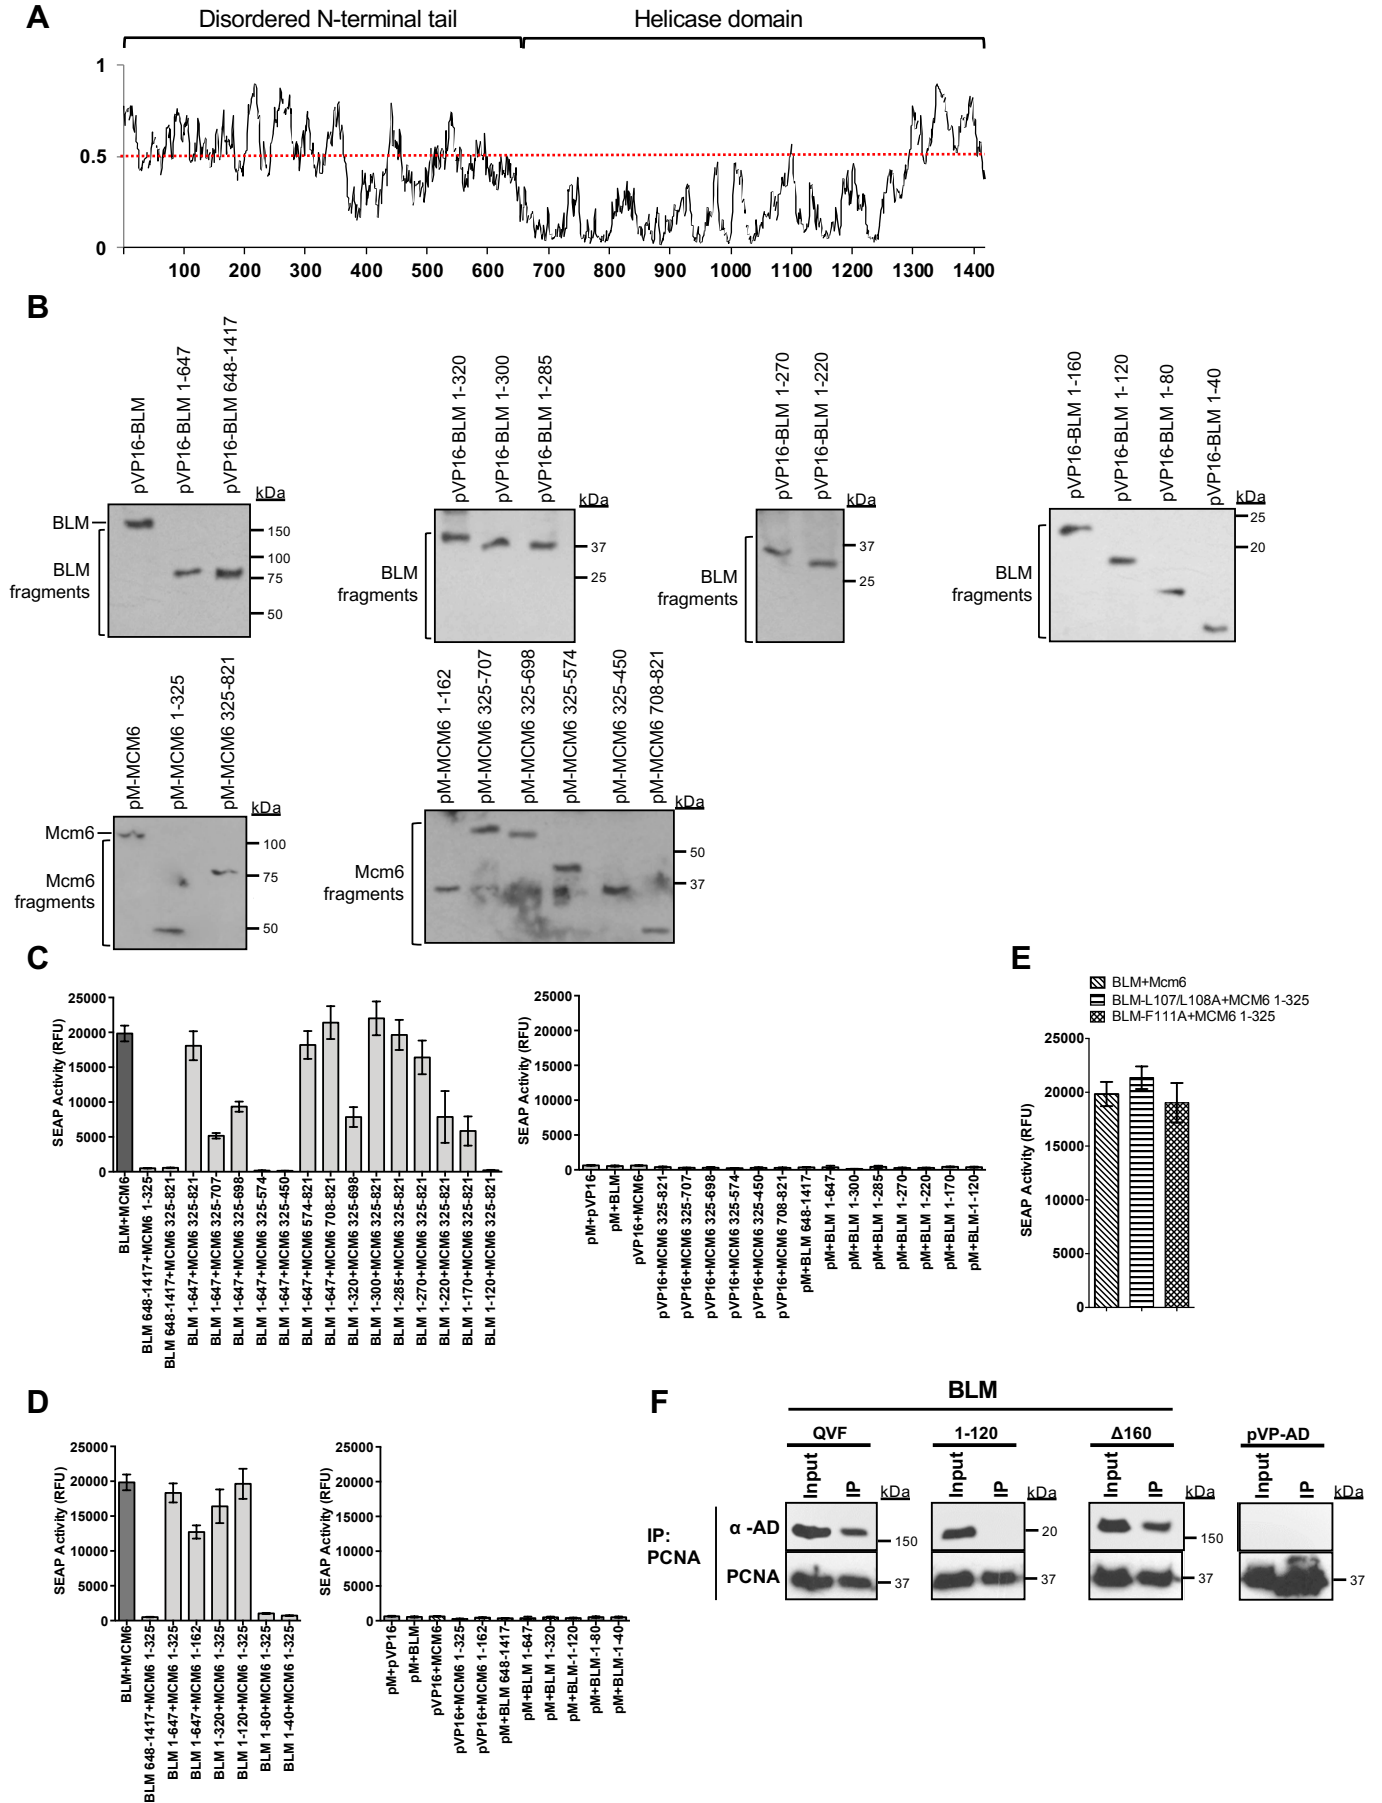 A
Disordered N-terminal tail
Helicase domain
1
0.5
0
100 200 300 400 500 600 700 800 900 1000 1100 1200 1300 1400
B
pVP16-BLM
pVP16-BLM 1-647
pVP16-BLM 648-1417
kDa
BLM
BLM
fragments
150
100
75
50
pVP16-BLM 1-320
pVP16-BLM 1-300
pVP16-BLM 1-285
kDa
BLM
fragments
37
25
pVP16-BLM 1-270
pVP16-BLM 1-220
kDa
BLM
fragments
37
25
pVP16-BLM 1-160
pVP16-BLM 1-120
pVP16-BLM 1-80
pVP16-BLM 1-40
kDa
BLM
fragments
25
20
pM-MCM6
pM-MCM6 1-325
pM-MCM6 325-821
kDa
Mcm6
Mcm6
fragments
100
75
50
pM-MCM6 1-162
pM-MCM6 325-707
pM-MCM6 325-698
pM-MCM6 325-574
pM-MCM6 325-450
pM-MCM6 708-821
kDa
Mcm6
fragments
50
37
C
SEAP Activity (RFU)
25000
20000
15000
10000
5000
0
BLM+MCM6
BLM 648-1417+MCM6 1-325
BLM 648-1417+MCM6 325-821
BLM 1-647+MCM6 325-821
BLM 1-647+MCM6 325-707
BLM 1-647+MCM6 325-698
BLM 1-647+MCM6 325-574
BLM 1-647+MCM6 325-450
BLM 1-647+MCM6 574-821
BLM 1-647+MCM6 708-821
BLM 1-320+MCM6 325-698
BLM 1-300+MCM6 325-821
BLM 1-285+MCM6 325-821
BLM 1-270+MCM6 325-821
BLM 1-220+MCM6 325-821
BLM 1-170+MCM6 325-821
BLM 1-120+MCM6 325-821
SEAP Activity (RFU)
25000
20000
15000
10000
5000
0
pM+pVP16
pM+BLM
pVP16+MCM6
pVP16+MCM6 325-821
pVP16+MCM6 325-707
pVP16+MCM6 325-698
pVP16+MCM6 325-574
pVP16+MCM6 325-450
pVP16+MCM6 708-821
pM+BLM 648-1417
pM+BLM 1-647
pM+BLM 1-300
pM+BLM 1-285
pM+BLM 1-270
pM+BLM 1-220
pM+BLM 1-170
pM+BLM-1-120
E
BLM+Mcm6
BLM-L107/L108A+MCM6 1-325
BLM-F111A+MCM6 1-325
SEAP Activity (RFU)
25000
20000
15000
10000
5000
0
D
SEAP Activity (RFU)
25000
20000
15000
10000
5000
0
BLM+MCM6
BLM 648-1417+MCM6 1-325
BLM 1-647+MCM6 1-325
BLM 1-647+MCM6 1-162
BLM 1-320+MCM6 1-325
BLM 1-120+MCM6 1-325
BLM 1-80+MCM6 1-325
BLM 1-40+MCM6 1-325
SEAP Activity (RFU)
25000
20000
15000
10000
5000
0
pM+pVP16
pM+BLM
pVP16+MCM6
pVP16+MCM6 1-325
pVP16+MCM6 1-162
pM+BLM 648-1417
pM+BLM 1-647
pM+BLM 1-320
pM+BLM-1-120
pM+BLM-1-80
pM+BLM-1-40
F
BLM
QVF
1-120
Δ160
pVP-AD
Input IP kDa
Input IP kDa
Input IP kDa
Input IP kDa
IP:
PCNA
α -AD
150
20
150
PCNA
37
37
37
37